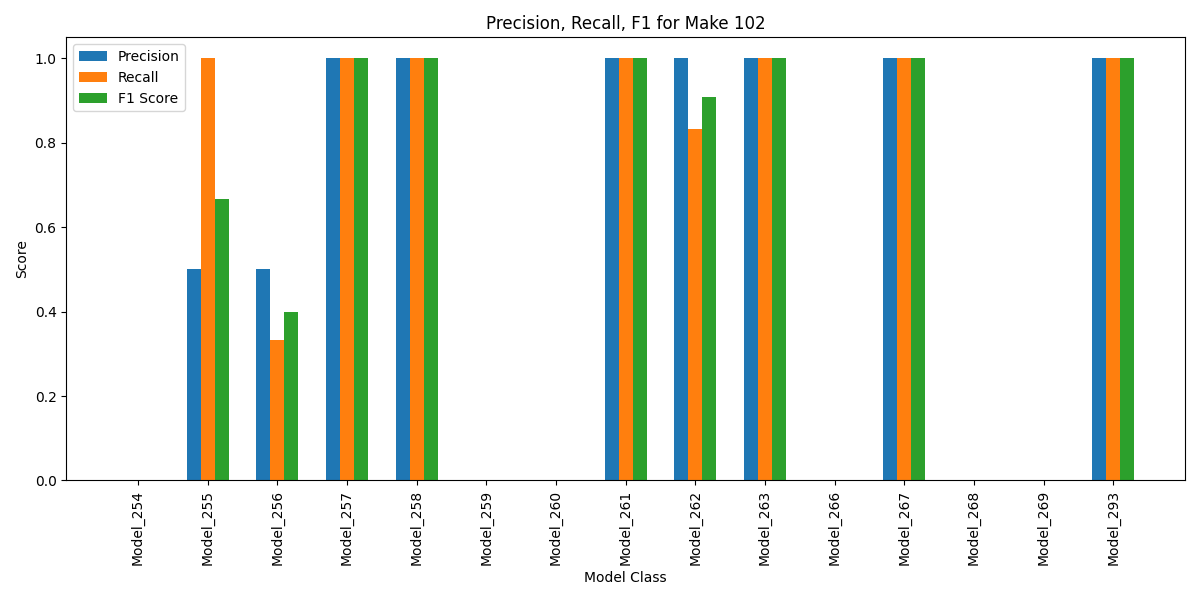 Precision, Recall, F1 for Make 102
Precision
Recall
F1 Score
Score
1.0
0.8
0.6
0.4
0.2
0.0
Model_254
Model_255
Model_256
Model_257
Model_258
Model_259
Model_260
Model_261
Model_262
Model_263
Model_266
Model_267
Model_268
Model_269
Model_293
Model Class